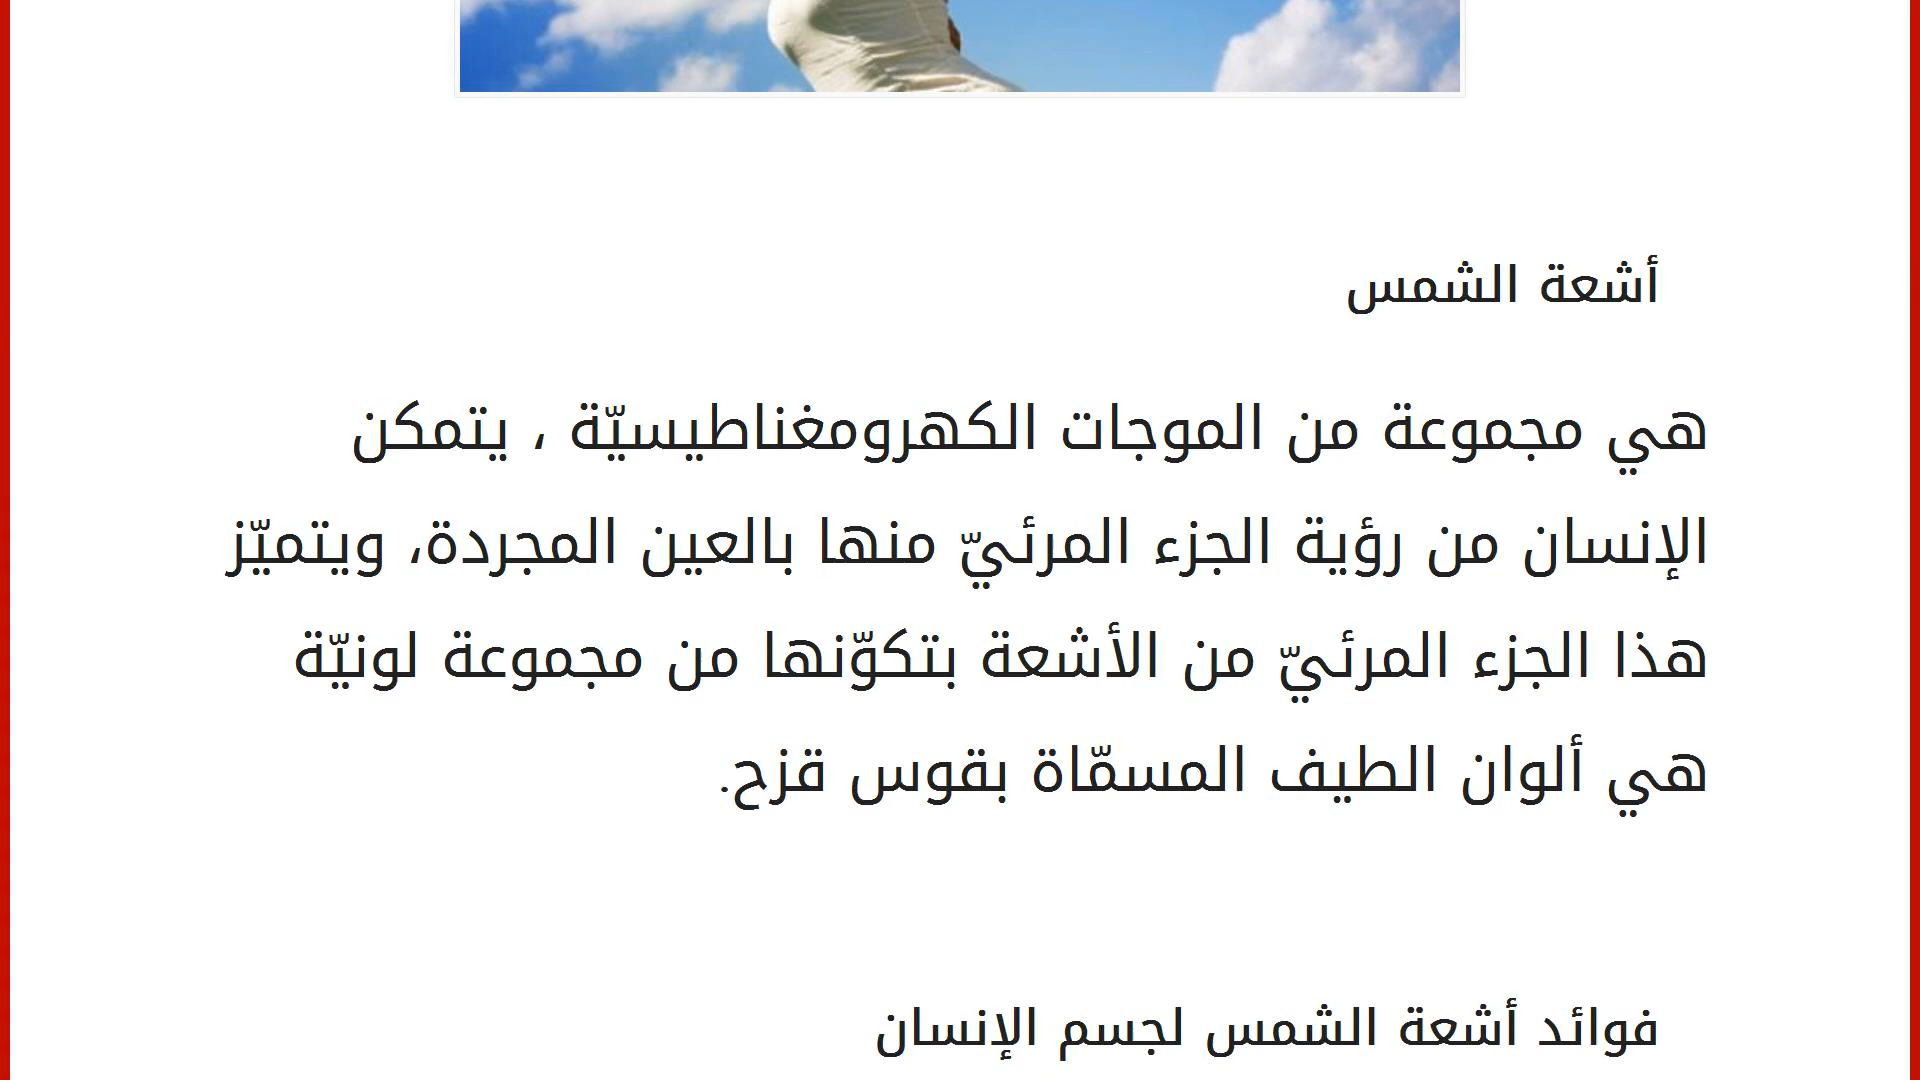 أشعة الشمس
هي مجموعة من الموجات الكهرومغناطيسيّة ، يتمكن
الإنسان من رؤية الجزء المرئيّ منها بالعين المجردة، ويتميّز
هذا الجزء المرئيّ من الأشعة بتكوّنها من مجموعة لونيّة
هي ألوان الطيف المسمّاة بقوس قزح.
فوائد أشعة الشمس لجسم الإنسان